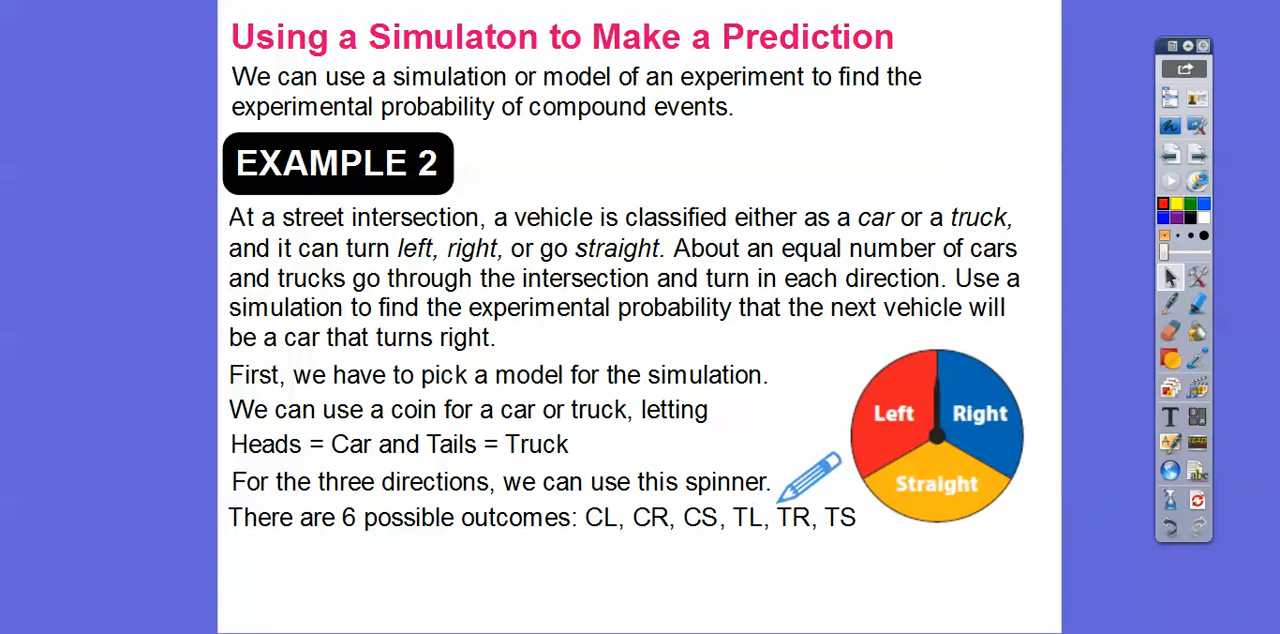 Using a Simulaton to Make a Prediction
We can use a simulation or model of an experiment to find the
experimental probability of compound events.
EXAMPLE 2
At a street intersection, a vehicle is classified either as a car or a truck,
and it can turn left, right, or go straight. About an equal number of cars
and trucks go through the intersection and turn in each direction. Use a
simulation to find the experimental probability that the next vehicle will
be a car that turns right.
First, we have to pick a model for the simulation.
We can use a coin for a car or truck, letting
Heads = Car and Tails = Truck
For the three directions, we can use this spinner.
There are 6 possible outcomes: CL, CR, CS, TL, TR, TS
Left
Right
Straight